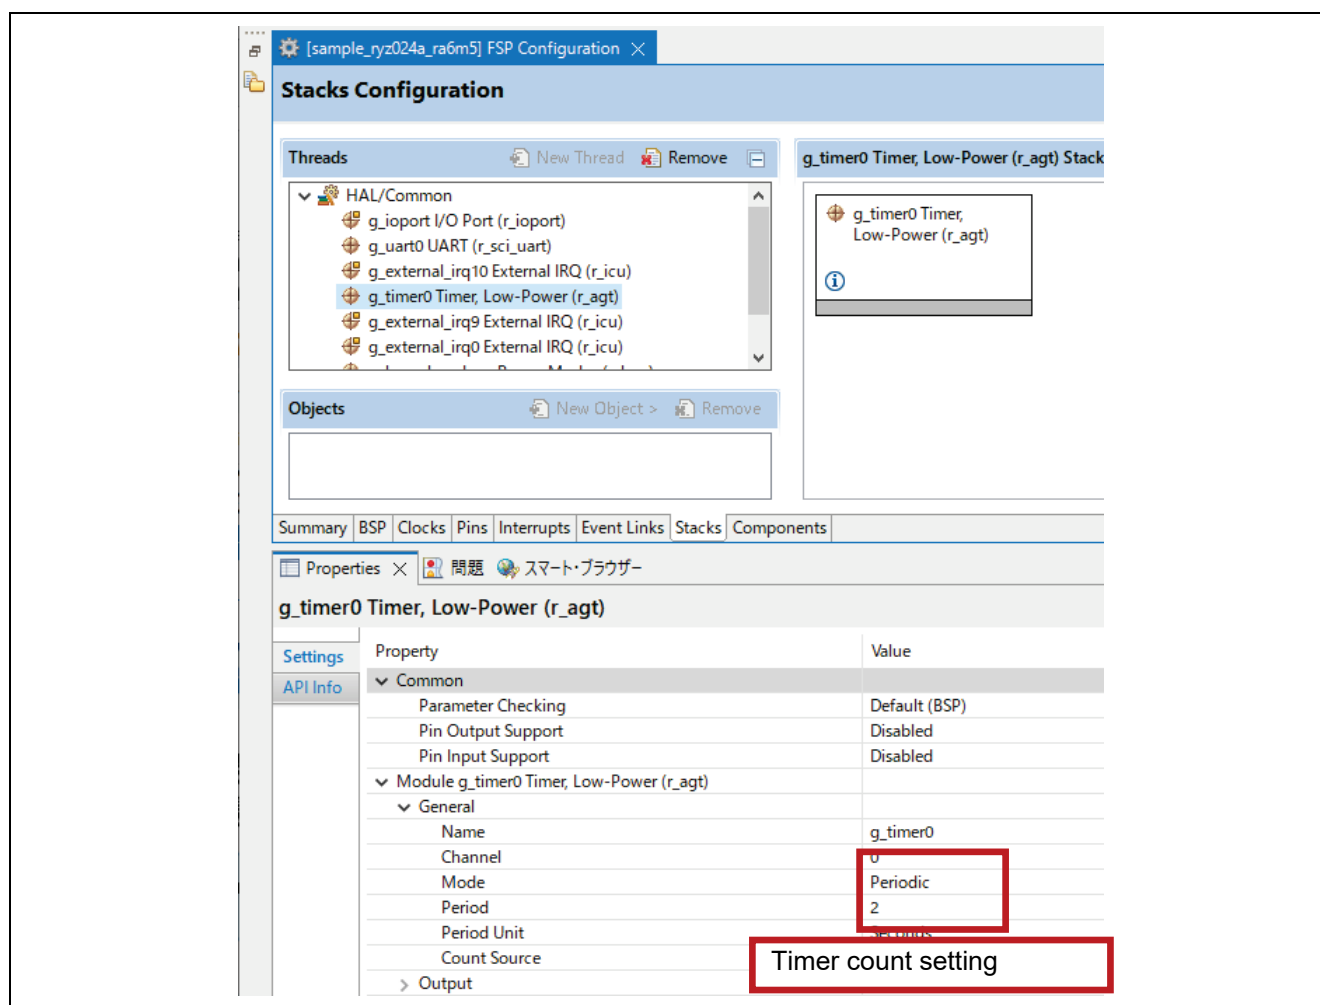 [sample_ryz024a_ra6m5] FSP Configuration
Stacks Configuration
Threads
New Thread
Remove
HAL/Common
g_ioport I/O Port (r_ioport)
g_uart0 UART (r_sci_uart)
g_external_irq10 External IRQ (r_icu)
g_timer0 Timer, Low-Power (r_agt)
g_external_irq9 External IRQ (r_icu)
g_external_irq0 External IRQ (r_icu)
g_timer0 Timer, Low-Power (r_agt) Stack
g_timer0 Timer,
Low-Power (r_agt)
Objects
New Object >
Remove
Summary BSP Clocks Pins Interrupts Event Links Stacks Components
Properties 問題 スマート・ブラウザー
g_timer0 Timer, Low-Power (r_agt)
Settings
API Info
Property Value
Common
Parameter Checking Default (BSP)
Pin Output Support Disabled
Pin Input Support Disabled
Module g_timer0 Timer, Low-Power (r_agt)
General
Name g_timer0
Channel 0
Mode Periodic
Period 2
Period Unit Seconds
Count Source
Timer count setting
Output